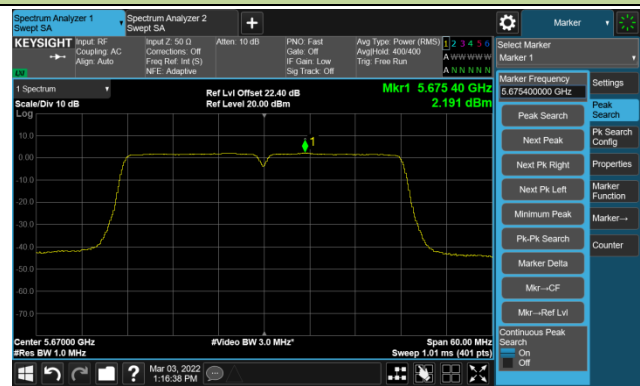 Spectrum Analyzer 1
Swept SA
Spectrum Analyzer 2
Swept SA
+
Marker
KEYSIGHT
Input: RF
Coupling: AC
Align: Auto
Input Z: 50 Ω
Corrections: Off
Freq Ref: Int (S)
NFE: Adaptive
Atten: 10 dB
PNO: Fast
Gate: Off
IF Gain: Low
Sig Track: Off
Avg Type: Power (RMS)
Avg|Hold: 400/400
Trig: Free Run
1 2 3 4 5 6
A W W W W W
A N N N N N
LXI
Select Marker
Marker 1
1 Spectrum
Scale/Div 10 dB
Log
Ref Lvl Offset 22.40 dB
Ref Level 20.00 dBm
Mkr1 5.675 40 GHz
2.191 dBm
1
10.0
0.00
-10.0
-20.0
-30.0
-40.0
-50.0
-60.0
-70.0
Center 5.67000 GHz
#Res BW 1.0 MHz
#Video BW 3.0 MHz*
Span 60.00 MHz
Sweep 1.01 ms (401 pts)
Marker Frequency
5.675400000 GHz
Peak Search
Next Peak
Next Pk Right
Next Pk Left
Minimum Peak
Pk-Pk Search
Marker Delta
Mkr→CF
Mkr→Ref Lvl
Continuous Peak
Search
On
Off
Settings
Peak
Search
Pk Search
Config
Properties
Marker
Function
Marker→
Counter
?
Mar 03, 2022
1:16:38 PM